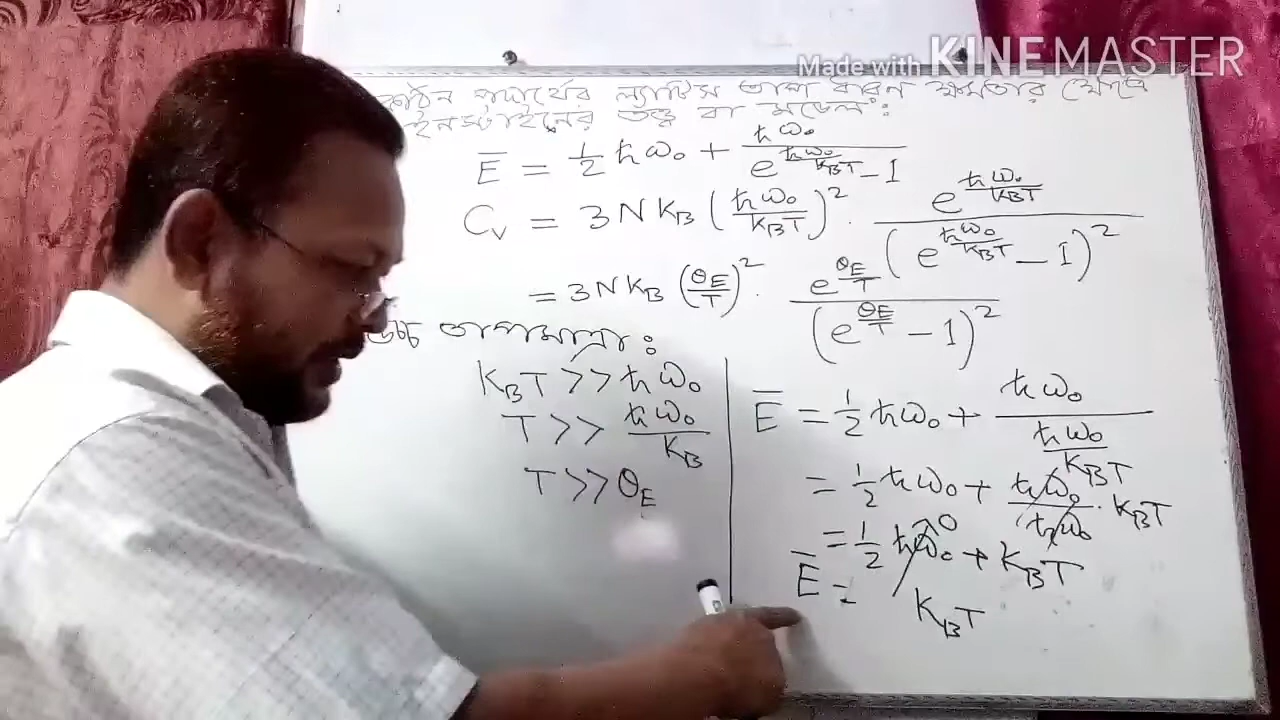 Made with KINEMASTER
কঠিন পদার্থের ল্যাটিস তাপ ধারণ ক্ষমতার ক্ষেত্রে
ইনস্টাইনের তত্ত্ব বা মডেল:
E̅ = 1/2 ħω₀ + ħω₀/(e^(ħω₀/K_BT) - 1)
C_v = 3NK_B (ħω₀/K_BT)² · e^(ħω₀/K_BT)/(e^(ħω₀/K_BT) - 1)²
= 3NK_B (θ_E/T)² · e^(θ_E/T)/(e^(θ_E/T) - 1)²
উচ্চ তাপমাত্রা:
K_BT >> ħω₀
T >> ħω₀/K_B
T >> θ_E
E̅ = 1/2 ħω₀ + ħω₀/(ħω₀/K_BT)
= 1/2 ħω₀ + ħω₀/ħω₀ · K_BT
= 1/2 ħω₀ → 0 + K_BT
E̅ = K_BT